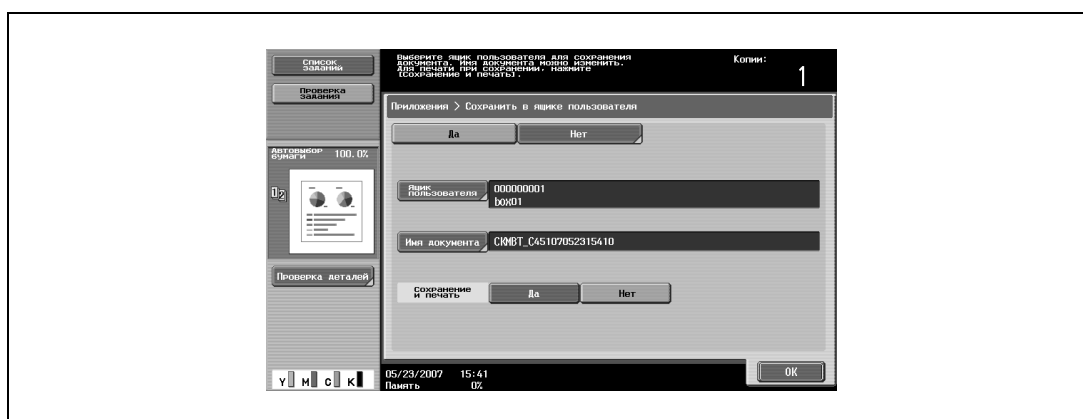 Список
заданий
Проверка
задания
Выберите ящик пользователя для сохранения
документа. Имя документа можно изменить.
Для печати при сохранении, нажмите
[Сохранение и печать].
Копии:
1
Приложения > Сохранить в ящике пользователя
Да Нет
Автовыбор
бумаги 100.0%
1 2
Ящик
пользователя
000000001
box01
Имя документа CKMBT_C45107052315410
Проверка деталей
Сохранение
и печать
Да Нет
Y M C K
05/23/2007 15:41
Память 0%
OK